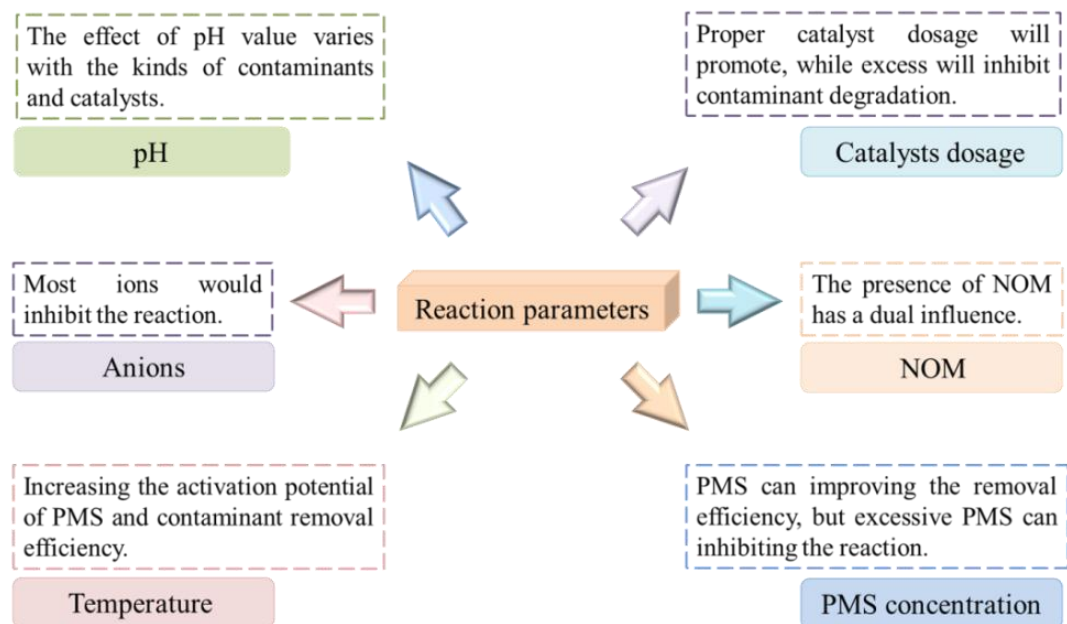 The effect of pH value varies
with the kinds of contaminants
and catalysts.
pH
Proper catalyst dosage will
promote, while excess will inhibit
contaminant degradation.
Catalysts dosage
Most ions would
inhibit the reaction.
Anions
Reaction parameters
The presence of NOM
has a dual influence.
NOM
Increasing the activation potential
of PMS and contaminant removal
efficiency.
Temperature
PMS can improving the removal
efficiency, but excessive PMS can
inhibiting the reaction.
PMS concentration